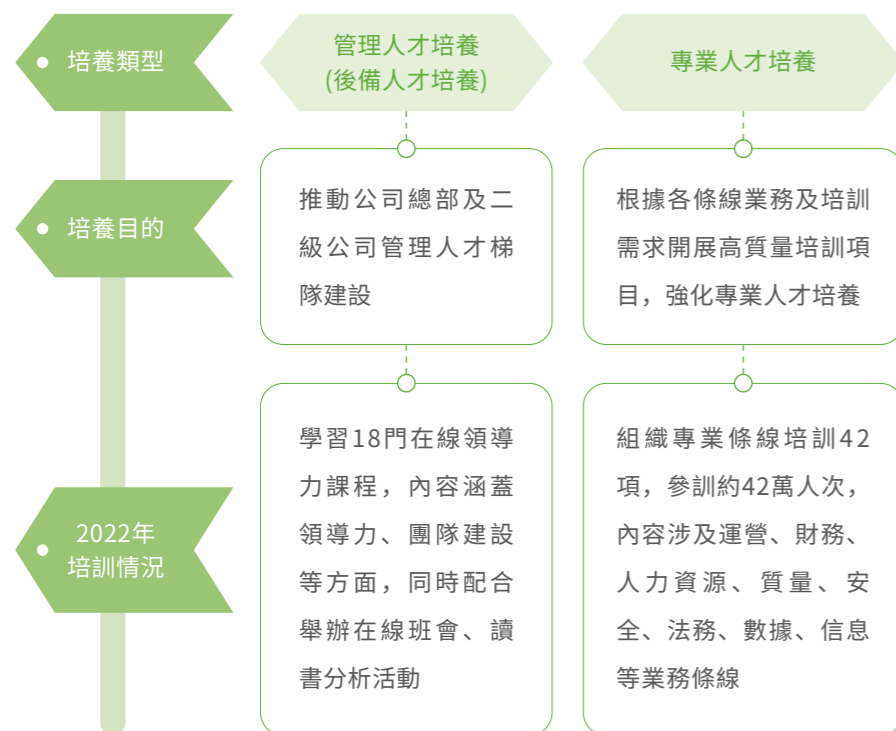 培養類型
管理人才培養
(後備人才培養)
專業人才培養
培養目的
推動公司總部及二
級公司管理人才梯
隊建設
根據各條線業務及培訓
需求開展高質量培訓項
目，強化專業人才培養
2022年
培訓情況
學習18門在線領導
力課程，內容涵蓋
領導力、團隊建設
等方面，同時配合
舉辦在線班會、讀
書分析活動
組織專業條線培訓42
項，參訓約42萬人次，
內容涉及運營、財務、
人力資源、質量、安
全、法務、數據、信息
等業務條線